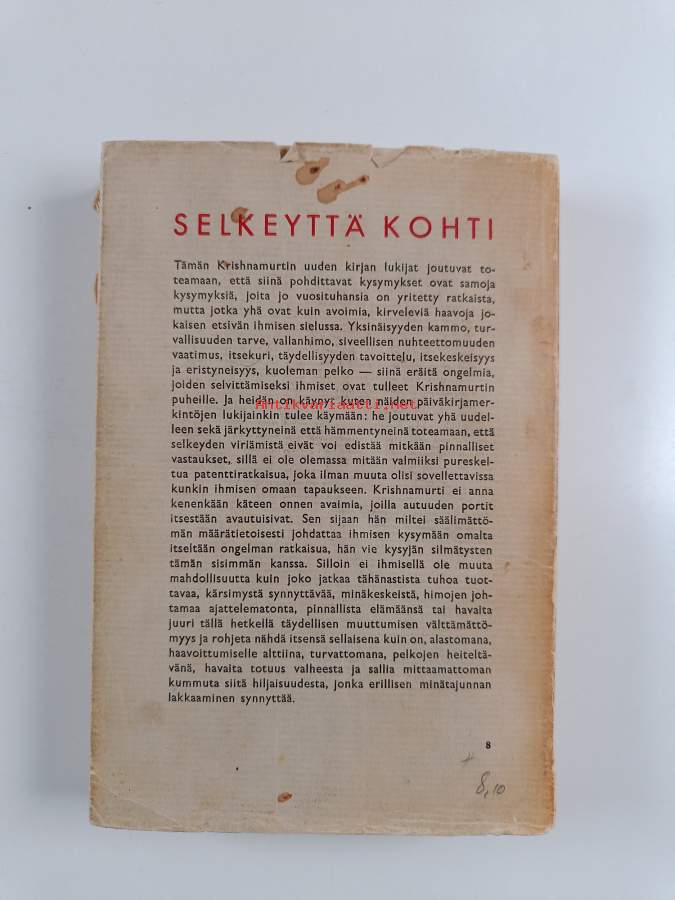 SELKEYTTÄ KOHTI
Tämän Krishnamurtin uuden kirjan lukijat joutuvat to-
teamaan, että siinä pohdittavat kysymykset ovat samoja
kysymyksiä, joita jo vuosituhansia on yritetty ratkaista,
mutta jotka yhä ovat kuin avoimia, kirveleviä haavoja jo-
kaisen etsivän ihmisen sielussa. Yksinäisyyden kammo, tur-
vallisuuden tarve, vallanhimo, siveellisen nuhteettomuuden
vaatimus, itsekuri, täydellisyyden tavoittelu, itsekeskeisyys
ja eristyneisyys, kuoleman pelko — siinä eräitä ongelmia,
joiden selvittämiseksi ihmiset ovat tulleet Krishnamurtin
puheille. Ja heidän on käynyt kuten näiden päiväkirjamer-
Antikvariaatti.net
kintöjen lukijainkin tulee käymään: he joutuvat yhä uudel-
leen sekä järkyttyneinä että hämmentyneinä toteamaan, että
selkeyden viriämistä eivät voi edistää mitkään pinnalliset
vastaukset, sillä ei ole olemassa mitään valmiiksi pureskel-
tua patenttiratkaisua, joka ilman muuta olisi sovellettavissa
kunkin ihmisen omaan tapaukseen. Krishnamurti ei anna
kenenkään käteen onnen avaimia, joilla autuuden portit
itsestään avautuisivat. Sen sijaan hän miltei säälimättö-
män määrätietoisesti johdattaa ihmisen kysymään omalta
itseltään ongelman ratkaisua, hän vie kysyjän silmätysten
tämän sisimmän kanssa. Silloin ei ihmisellä ole muuta
mahdollisuutta kuin joko jatkaa tähänastista tuhoa tuot-
tavaa, kärsimystä synnyttävää, minäkeskeistä, himojen joh-
tamaa ajattelematonta, pinnallista elämäänsä tai havaita
juuri tällä hetkellä täydellisen muuttumisen välttämättö-
myys ja rohjeta nähdä itsensä sellaisena kuin on, alastomana,
haavoittumiselle alttiina, turvattomana, pelkojen heiteltä-
vänä, havaita totuus valheesta ja sallia mittaamattoman
kummuta siitä hiljaisuudesta, jonka erillisen minätajunnan
lakkaaminen synnyttää.
8
8,10